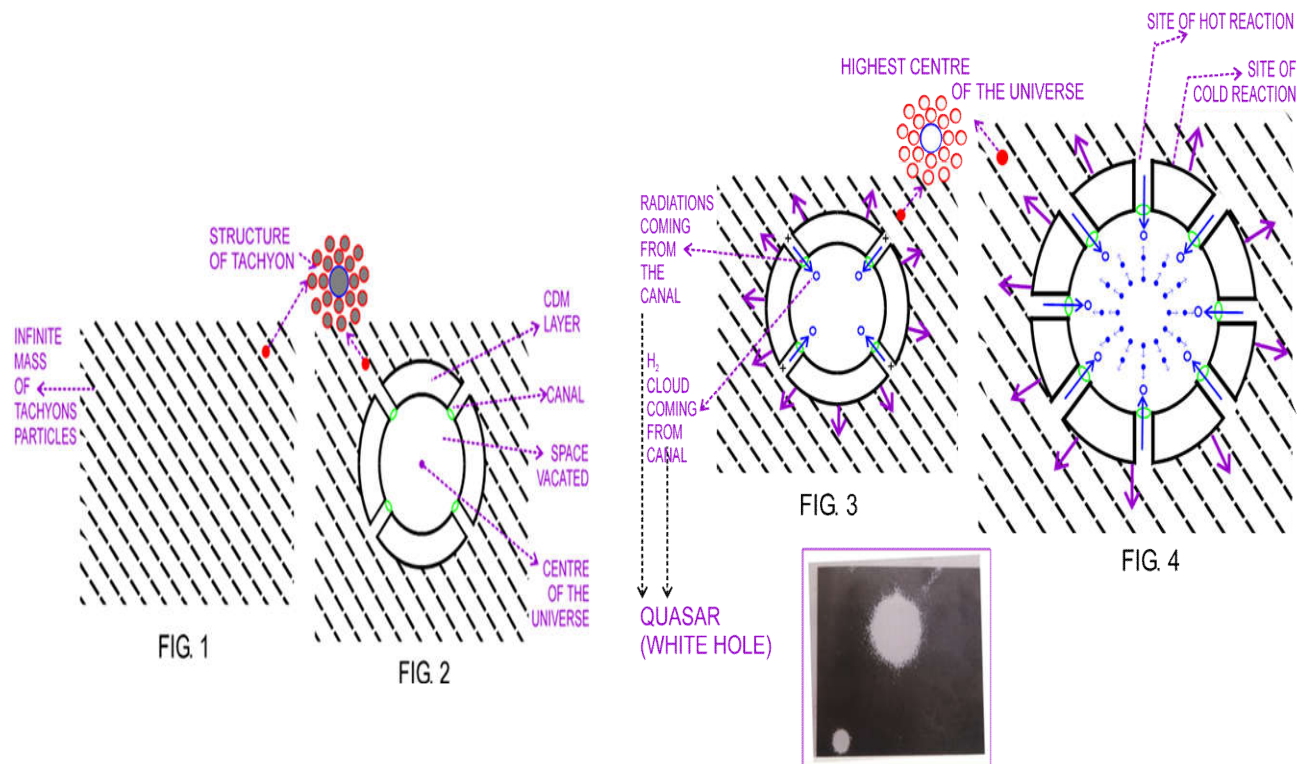 STRUCTURE
OF TACHYON
INFINITE
MASS
OF
TACHYONS
PARTICLES
FIG. 1
CDM
LAYER
CANAL
SPACE
VACATED
CENTRE
OF THE
UNIVERSE
FIG. 2
HIGHEST CENTRE
OF THE UNIVERSE
RADIATIONS
COMING
FROM
THE
CANAL
H₂
CLOUD
COMING
FROM
CANAL
FIG. 3
QUASAR
(WHITE HOLE)
SITE OF HOT REACTION
SITE OF
COLD REACTION
FIG. 4